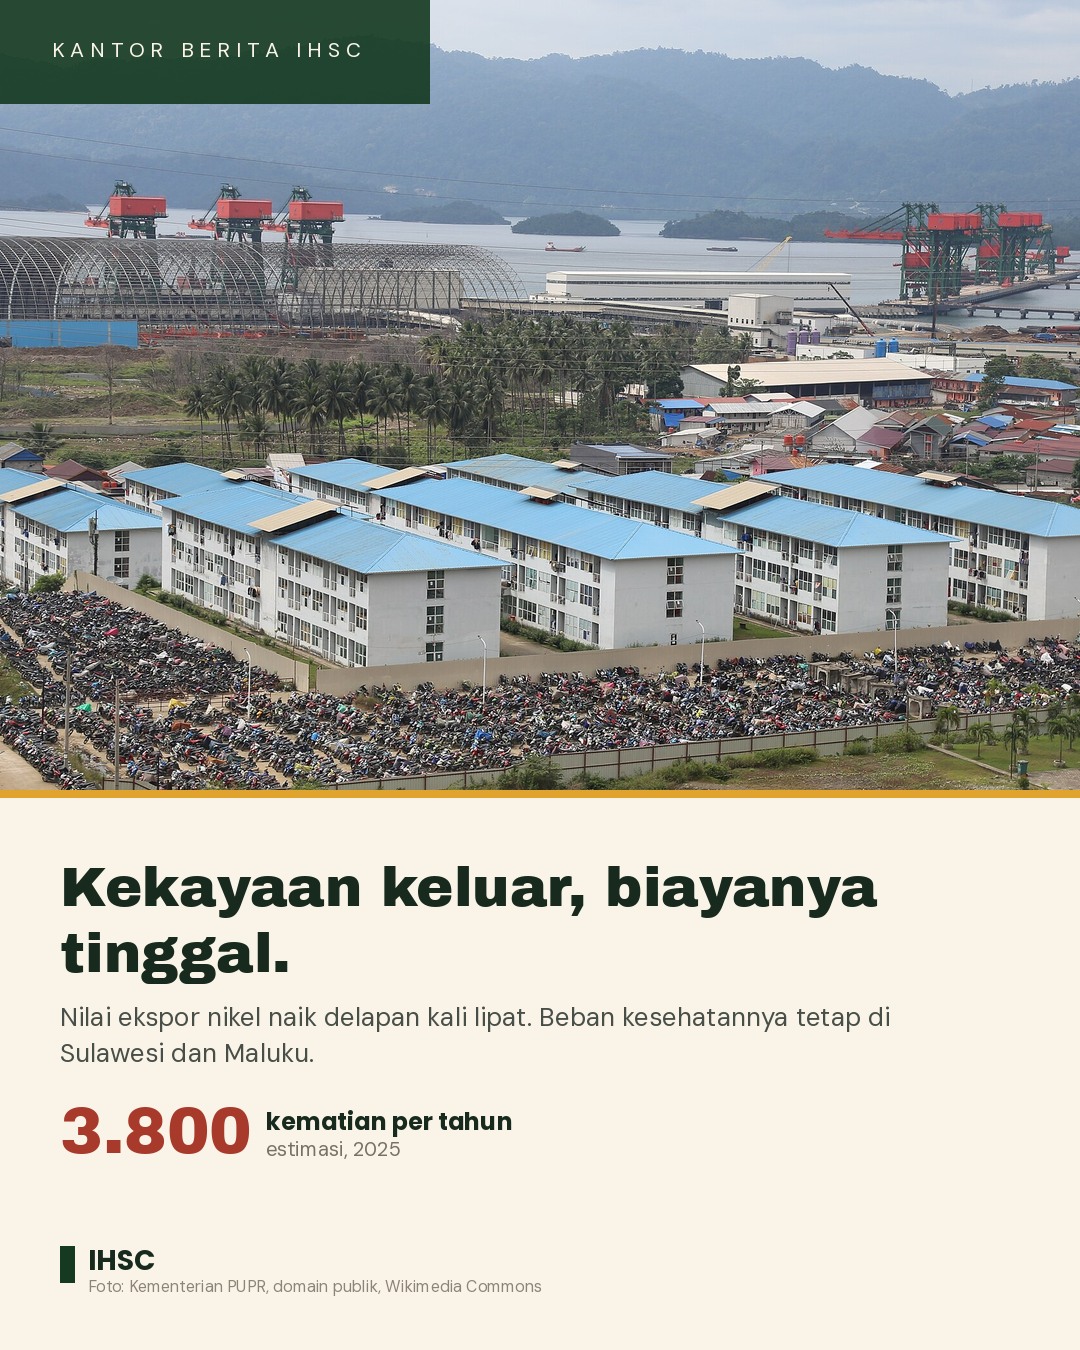 KANTOR BERITA IHSC
Kekayaan keluar, biayanya
tinggal.
Nilai ekspor nikel naik delapan kali lipat. Beban kesehatannya tetap di
Sulawesi dan Maluku.
3.800 kematian per tahun
estimasi, 2025
IHSC
Foto: Kementerian PUPR, domain publik, Wikimedia Commons